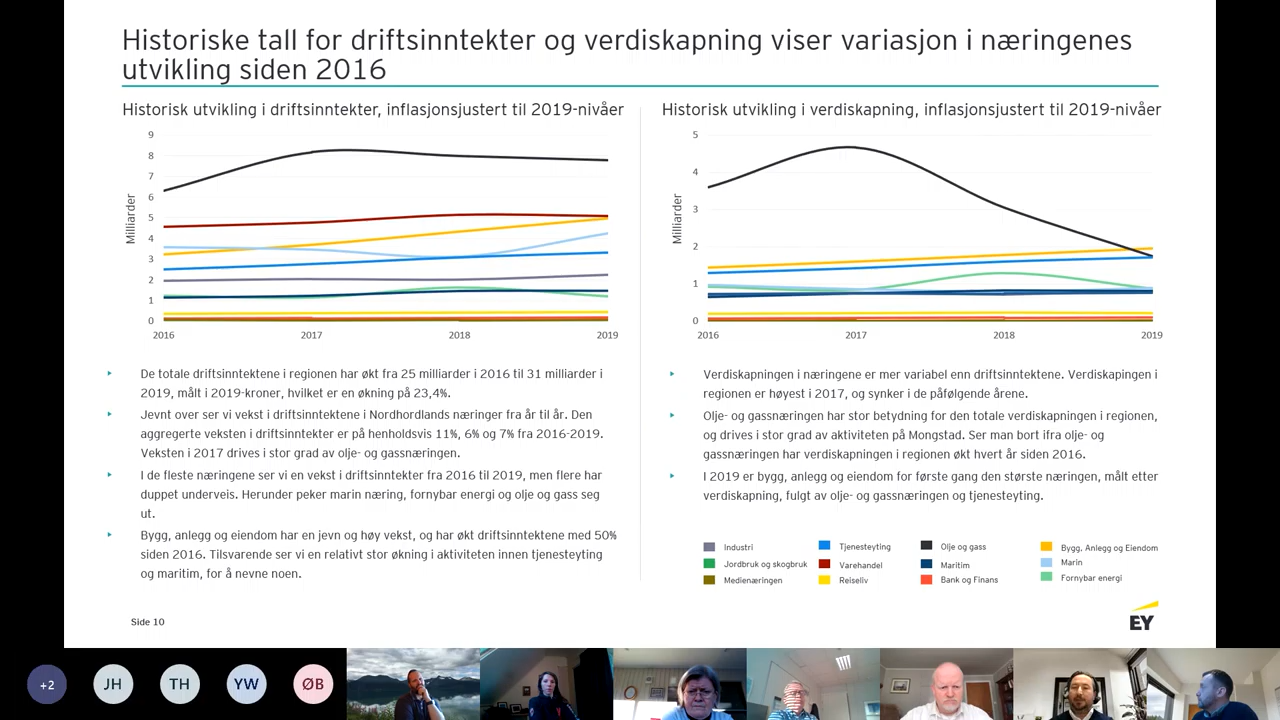 Historiske tall for driftsinntekter og verdiskapning viser variasjon i næringenes
utvikling siden 2016
Historisk utvikling i driftsinntekter, inflasjonsjustert til 2019-nivåer
Milliarder
9
8
7
6
5
4
3
2
1
0
2016
2017
2018
2019
De totale driftsinntektene i regionen har økt fra 25 milliarder i 2016 til 31 milliarder i
2019, målt i 2019-kroner, hvilket er en økning på 23,4%.
Jevnt over ser vi vekst i driftsinntektene i Nordhordlands næringer fra år til år. Den
aggregerte veksten i driftsinntekter er på henholdsvis 11%, 6% og 7% fra 2016-2019.
Veksten i 2017 drives i stor grad av olje- og gassnæringen.
I de fleste næringene ser vi en vekst i driftsinntekter fra 2016 til 2019, men flere har
duppet underveis. Herunder peker marin næring, fornybar energi og olje og gass seg
ut.
Bygg, anlegg og eiendom har en jevn og høy vekst, og har økt driftsinntektene med 50%
siden 2016. Tilsvarende ser vi en relativt stor økning i aktiviteten innen tjenesteyting
og maritim, for å nevne noen.
Historisk utvikling i verdiskapning, inflasjonsjustert til 2019-nivåer
Milliarder
5
4
3
2
1
0
2016
2017
2018
2019
Verdiskapningen i næringene er mer variabel enn driftsinntektene. Verdiskapingen i
regionen er høyest i 2017, og synker i de påfølgende årene.
Olje- og gassnæringen har stor betydning for den totale verdiskapningen i regionen,
og drives i stor grad av aktiviteten på Mongstad. Ser man bort ifra olje- og
gassnæringen har verdiskapningen i regionen økt hvert år siden 2016.
I 2019 er bygg, anlegg og eiendom for første gang den største næringen, målt etter
verdiskapning, fulgt av olje- og gassnæringen og tjenesteyting.
Industri
Tjenesteyting
Olje og gass
Bygg, Anlegg og Eiendom
Jordbruk og skogbruk
Varehandel
Maritim
Marin
Medienæringen
Reiseliv
Bank og Finans
Fornybar energi
Side 10
EY
+2
JH
TH
YW
ØB